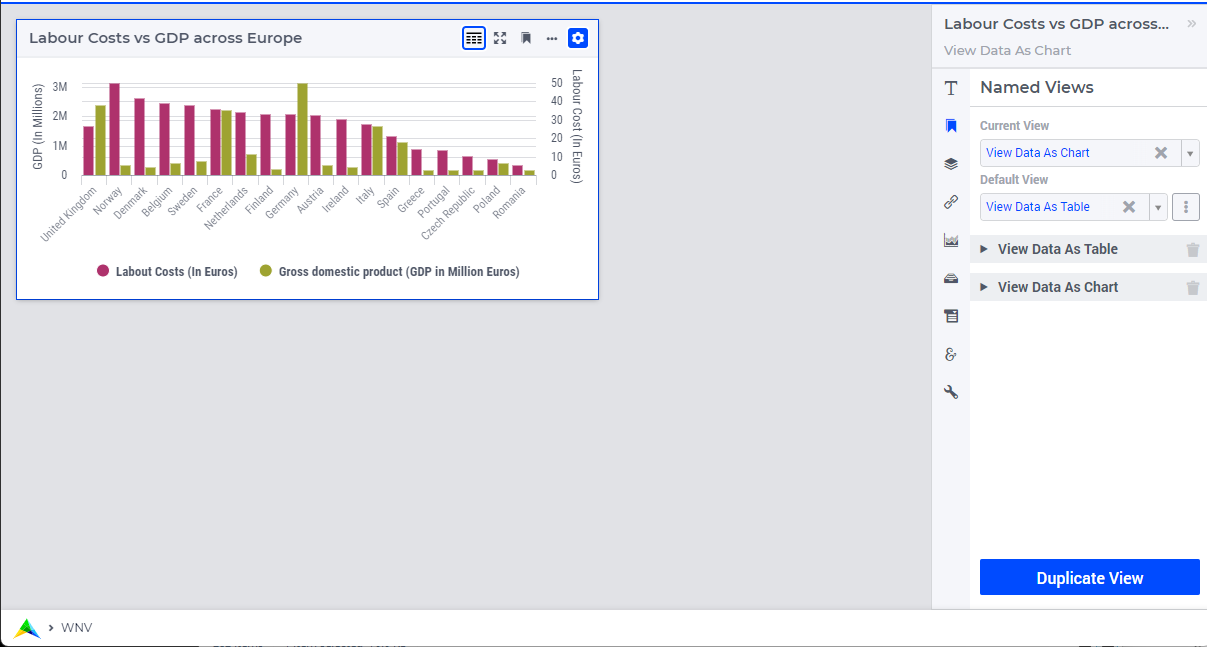 Labour Costs vs GDP across Europe
GDP (In Millions)
3M
2M
1M
0
50
40
30
20
10
0
Labour Cost (In Euros)
United Kingdom
Norway
Denmark
Belgium
Sweden
France
Netherlands
Finland
Germany
Austria
Ireland
Italy
Spain
Greece
Portugal
Czech Republic
Poland
Romania
Labout Costs (In Euros)
Gross domestic product (GDP in Million Euros)
Labour Costs vs GDP across...
View Data As Chart
Named Views
Current View
View Data As Chart
Default View
View Data As Table
View Data As Table
View Data As Chart
Duplicate View
WNV